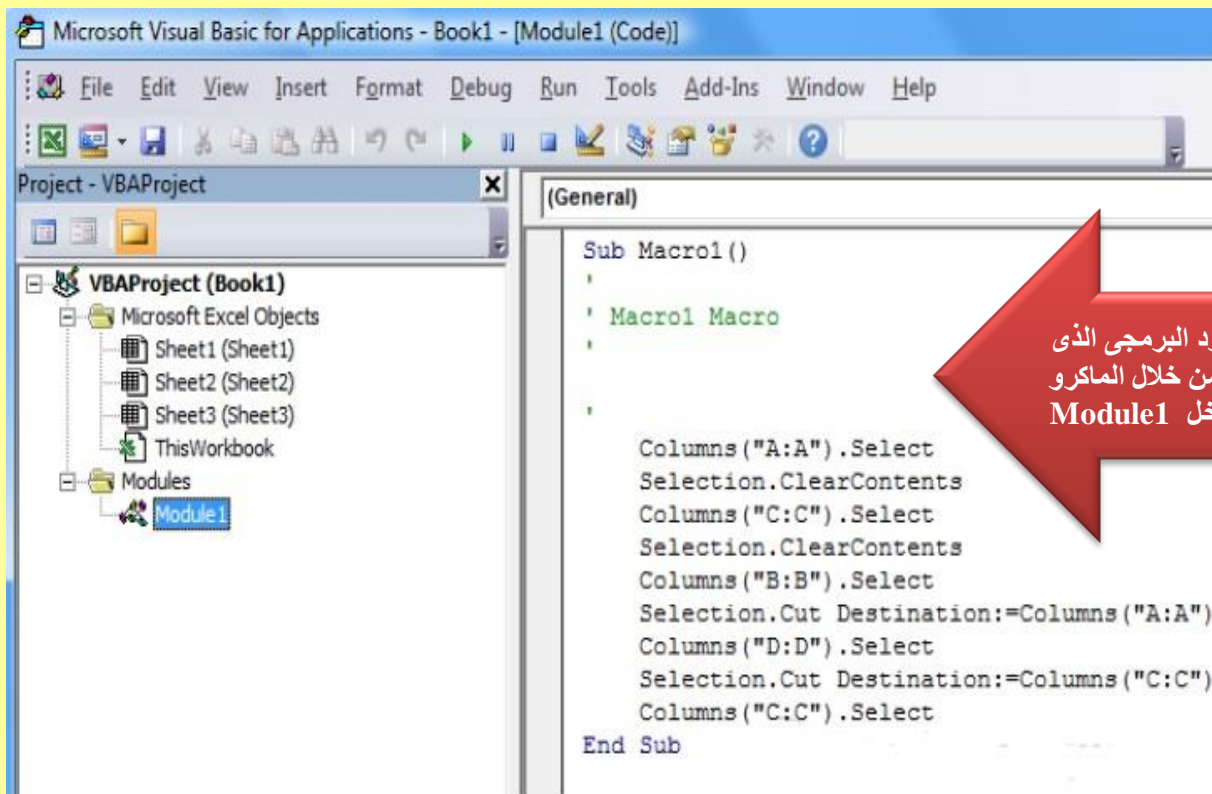 Microsoft Visual Basic for Applications - Book1 - [Module1 (Code)]
File Edit View Insert Format Debug Run Tools Add-Ins Window Help
Project - VBAProject
VBAProject (Book1)
Microsoft Excel Objects
Sheet1 (Sheet1)
Sheet2 (Sheet2)
Sheet3 (Sheet3)
ThisWorkbook
Modules
Module1
(General)
Sub Macro1()
'
' Macro1 Macro
'
'
Columns("A:A").Select
Selection.ClearContents
Columns("C:C").Select
Selection.ClearContents
Columns("B:B").Select
Selection.Cut Destination:=Columns("A:A")
Columns("D:D").Select
Selection.Cut Destination:=Columns("C:C")
Columns("C:C").Select
End Sub
البرمجى الذى
من خلال الماكرو
Module1